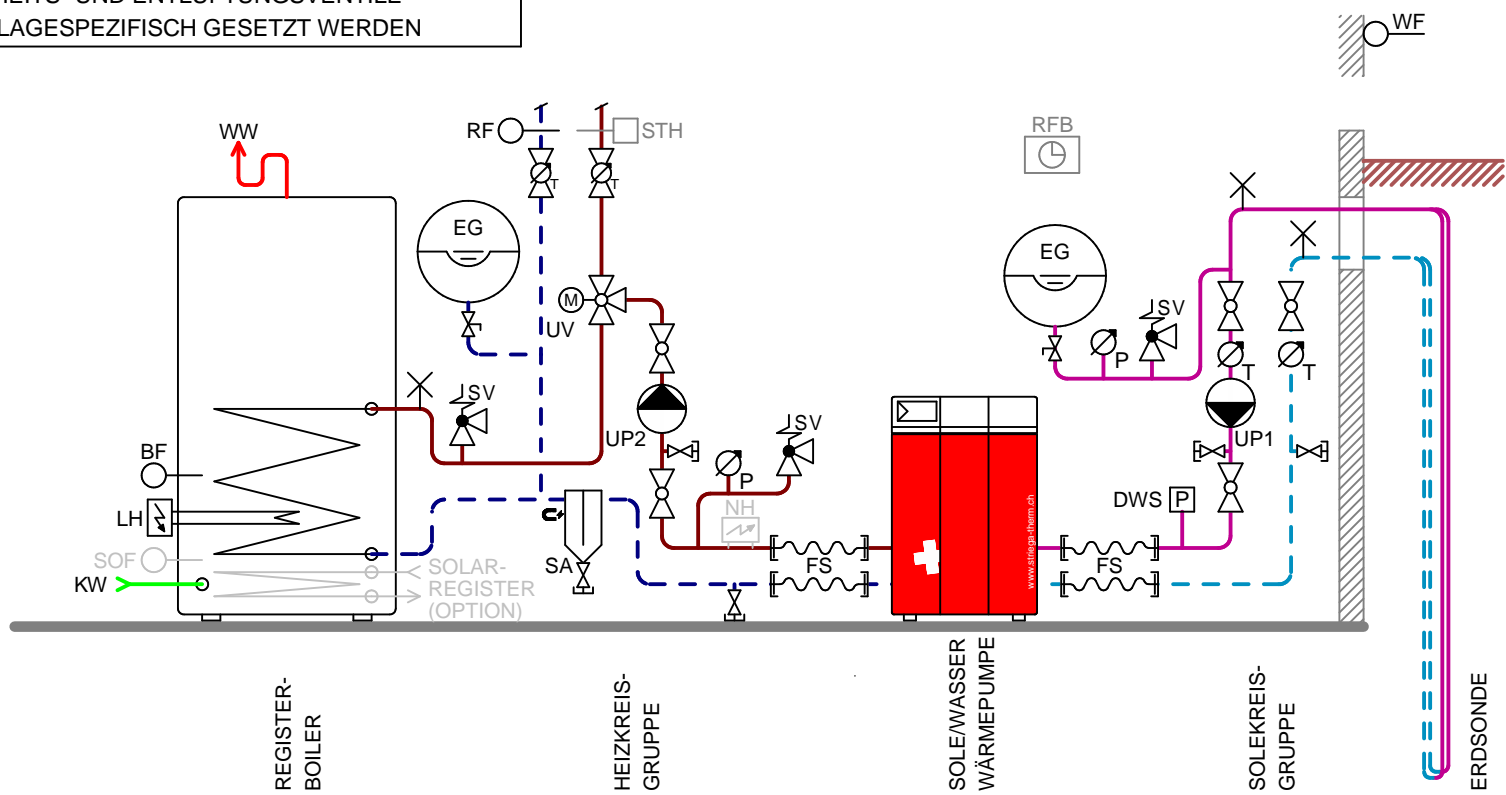 LAGESPEZIFISCH GESETZT WERDEN
WF
WW
RF
STH
RFB
T
T
EG
EG
M
UV
SV
P
T
T
SV
UP2
UP1
SV
BF
P
NH
DWS
P
LH
SOF
SA
FS
FS
KW
SOLAR-
REGISTER
(OPTION)
www.striega-therm.ch
REGISTER-
BOILER
HEIZKREIS-
GRUPPE
SOLE/WASSER
WÄRMEPUMPE
SOLEKREIS-
GRUPPE
ERDSONDE